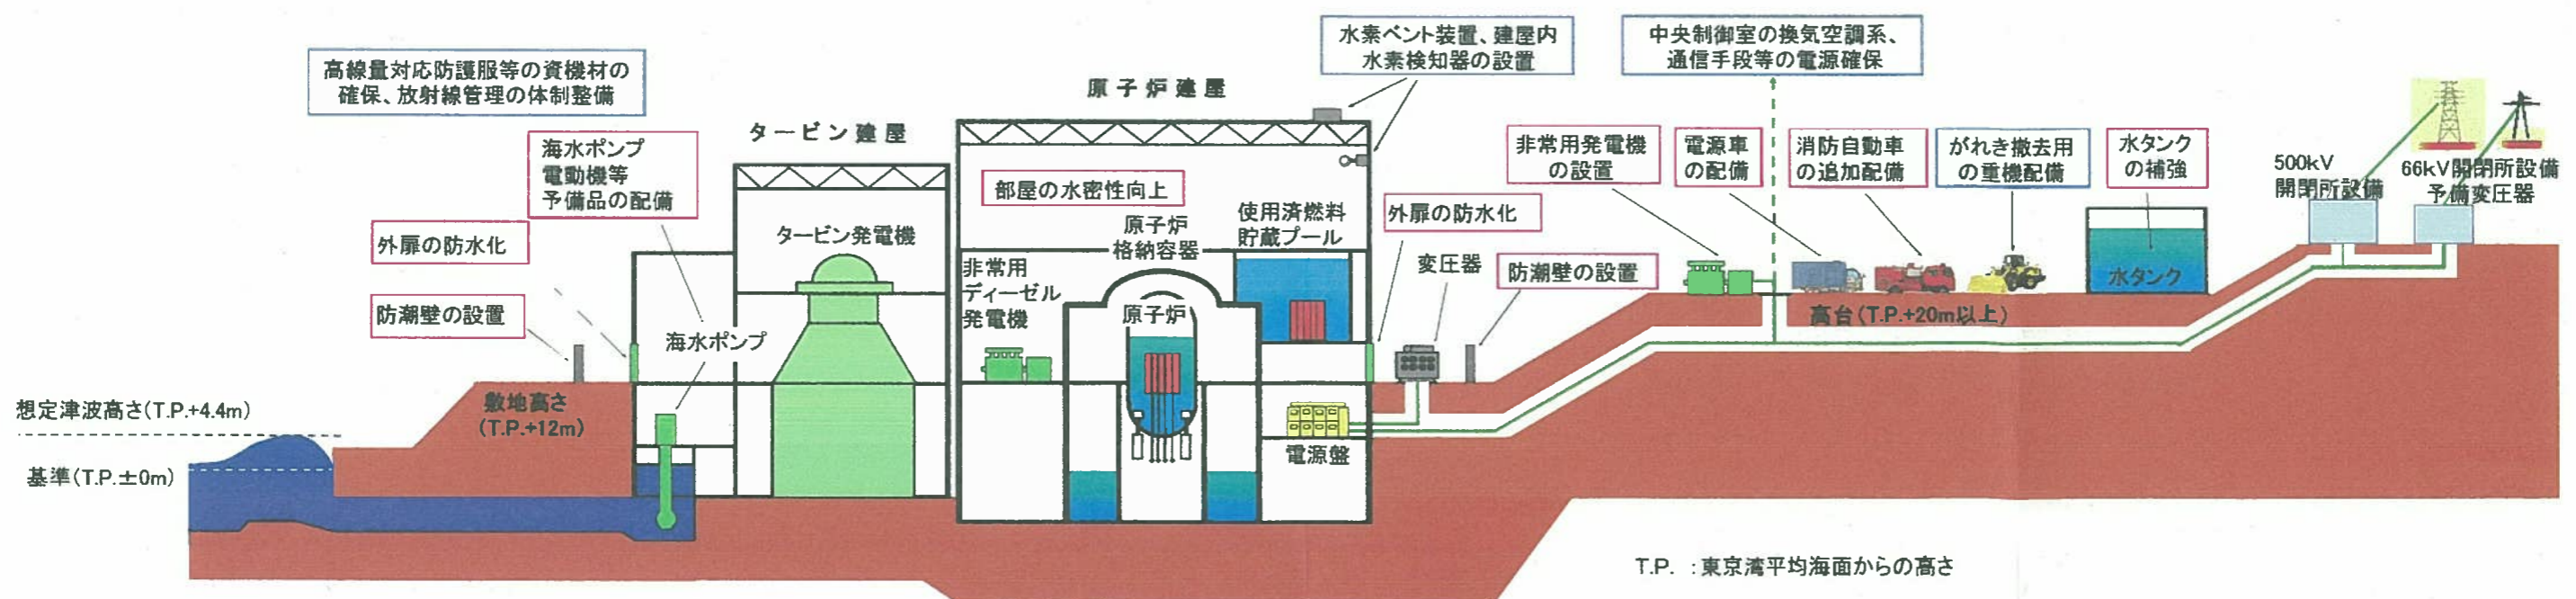 高線量対応防護服等の資機材の
確保、放射線管理の体制整備
タービン建屋
原子炉建屋
水素ベント装置、建屋内
水素検知器の設置
中央制御室の換気空調系、
通信手段等の電源確保
海水ポンプ
電動機等
予備品の配備
外扉の防水化
防潮壁の設置
海水ポンプ
タービン発電機
部屋の水密性向上
原子炉
格納容器
使用済燃料
貯蔵プール
非常用
ディーゼル
発電機
原子炉
電源盤
外扉の防水化
変圧器
防潮壁の設置
非常用発電機
の設置
電源車
の配備
消防自動車
の追加配備
がれき撤去用
の重機配備
水タンク
の補強
水タンク
500kV
開閉所設備
66kV開閉所設備
予備変圧器
高台(T.P.+20m以上)
敷地高さ
(T.P.+12m)
想定津波高さ(T.P.+4.4m)
基準(T.P.±0m)
T.P. :東京湾平均海面からの高さ